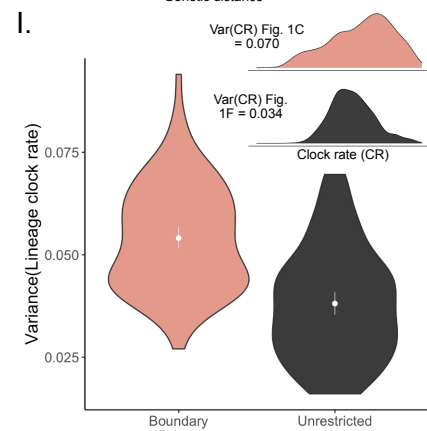 I.
Var(CR) Fig. 1C
= 0.070
Var(CR) Fig.
1F = 0.034
Clock rate (CR)
Variance(Lineage clock rate)
0.075
0.050
0.025
Boundary
Unrestricted